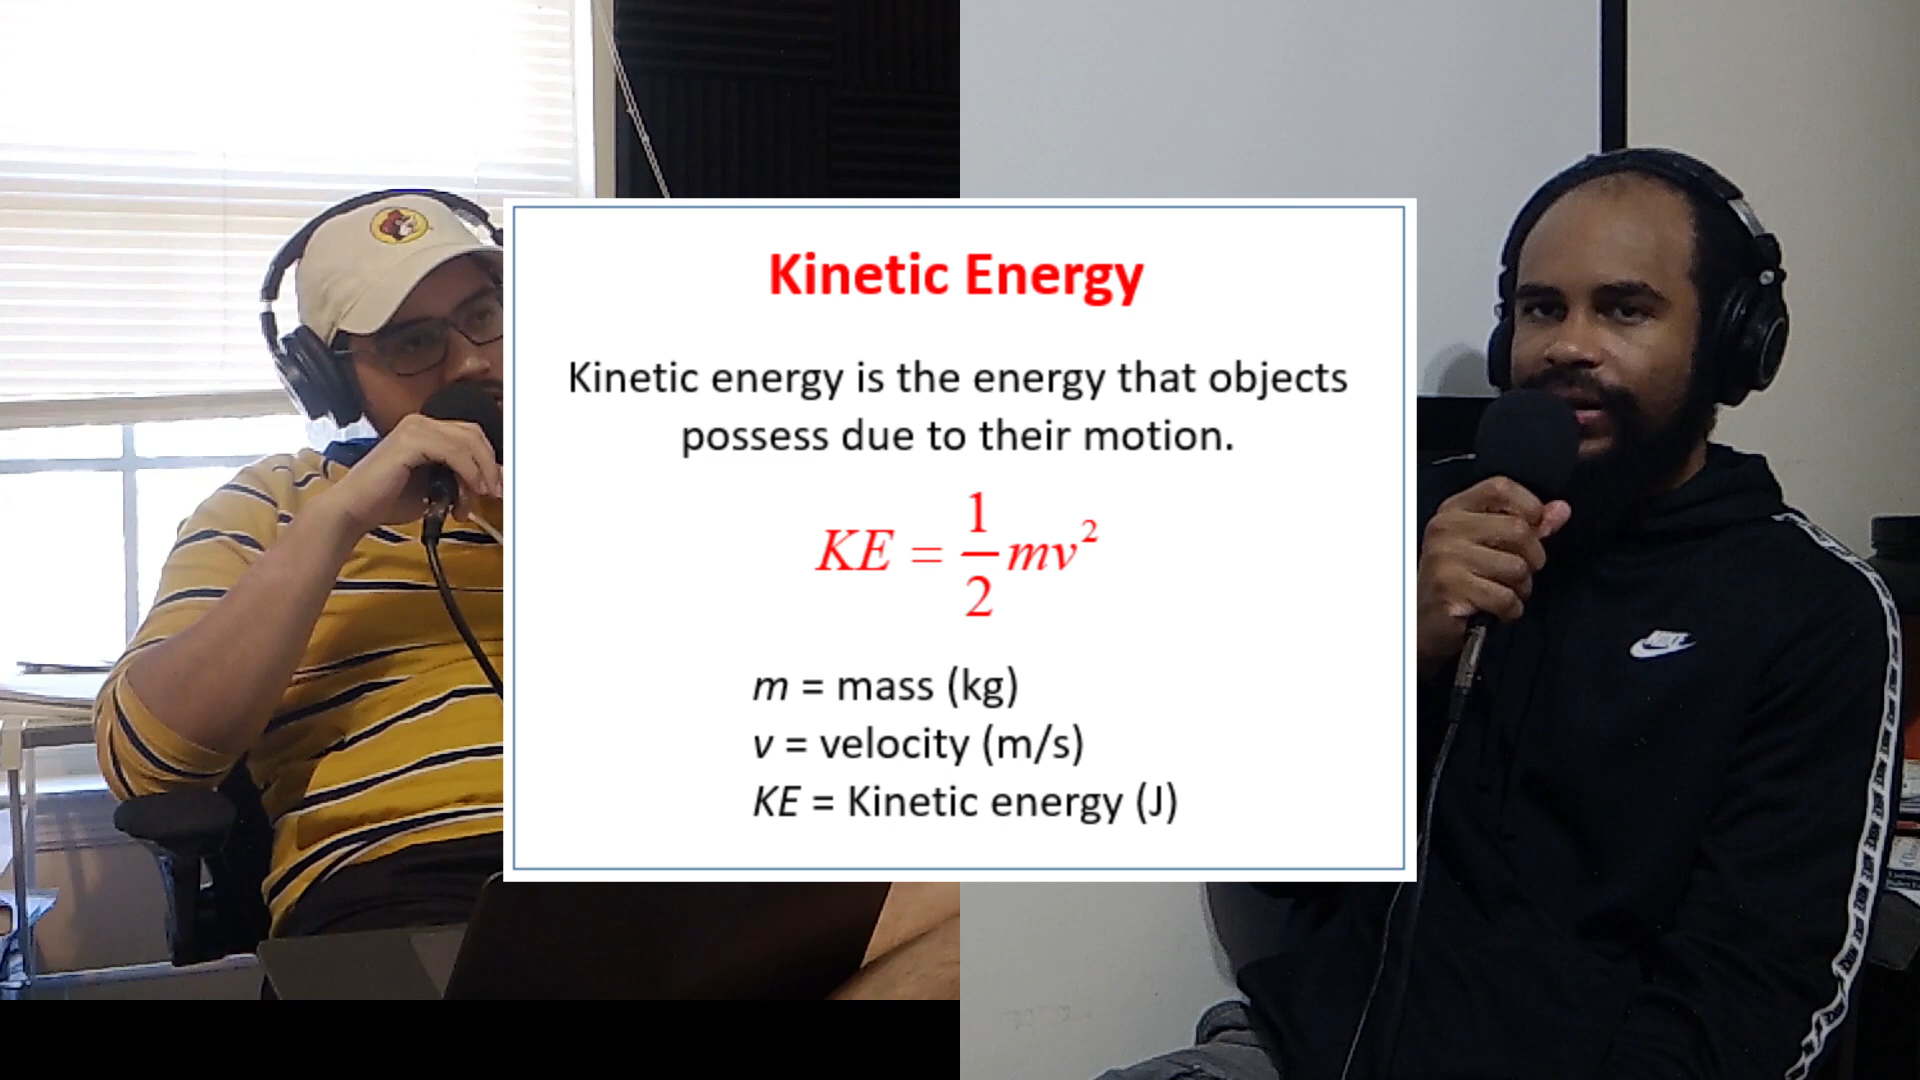 Kinetic Energy
Kinetic energy is the energy that objects
possess due to their motion.
KE = 1/2 mv²
m = mass (kg)
v = velocity (m/s)
KE = Kinetic energy (J)